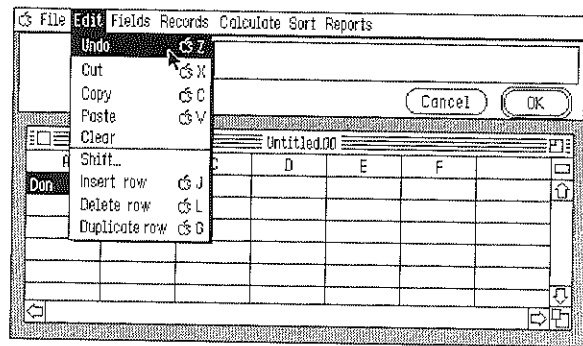 File Edit Fields Records Calculate Sort Reports
Undo Z
Cut X
Copy C
Paste V
Clear
Shift...
Insert row J
Delete row L
Duplicate row G
Cancel OK
Untitled.00
A C D E F
Don